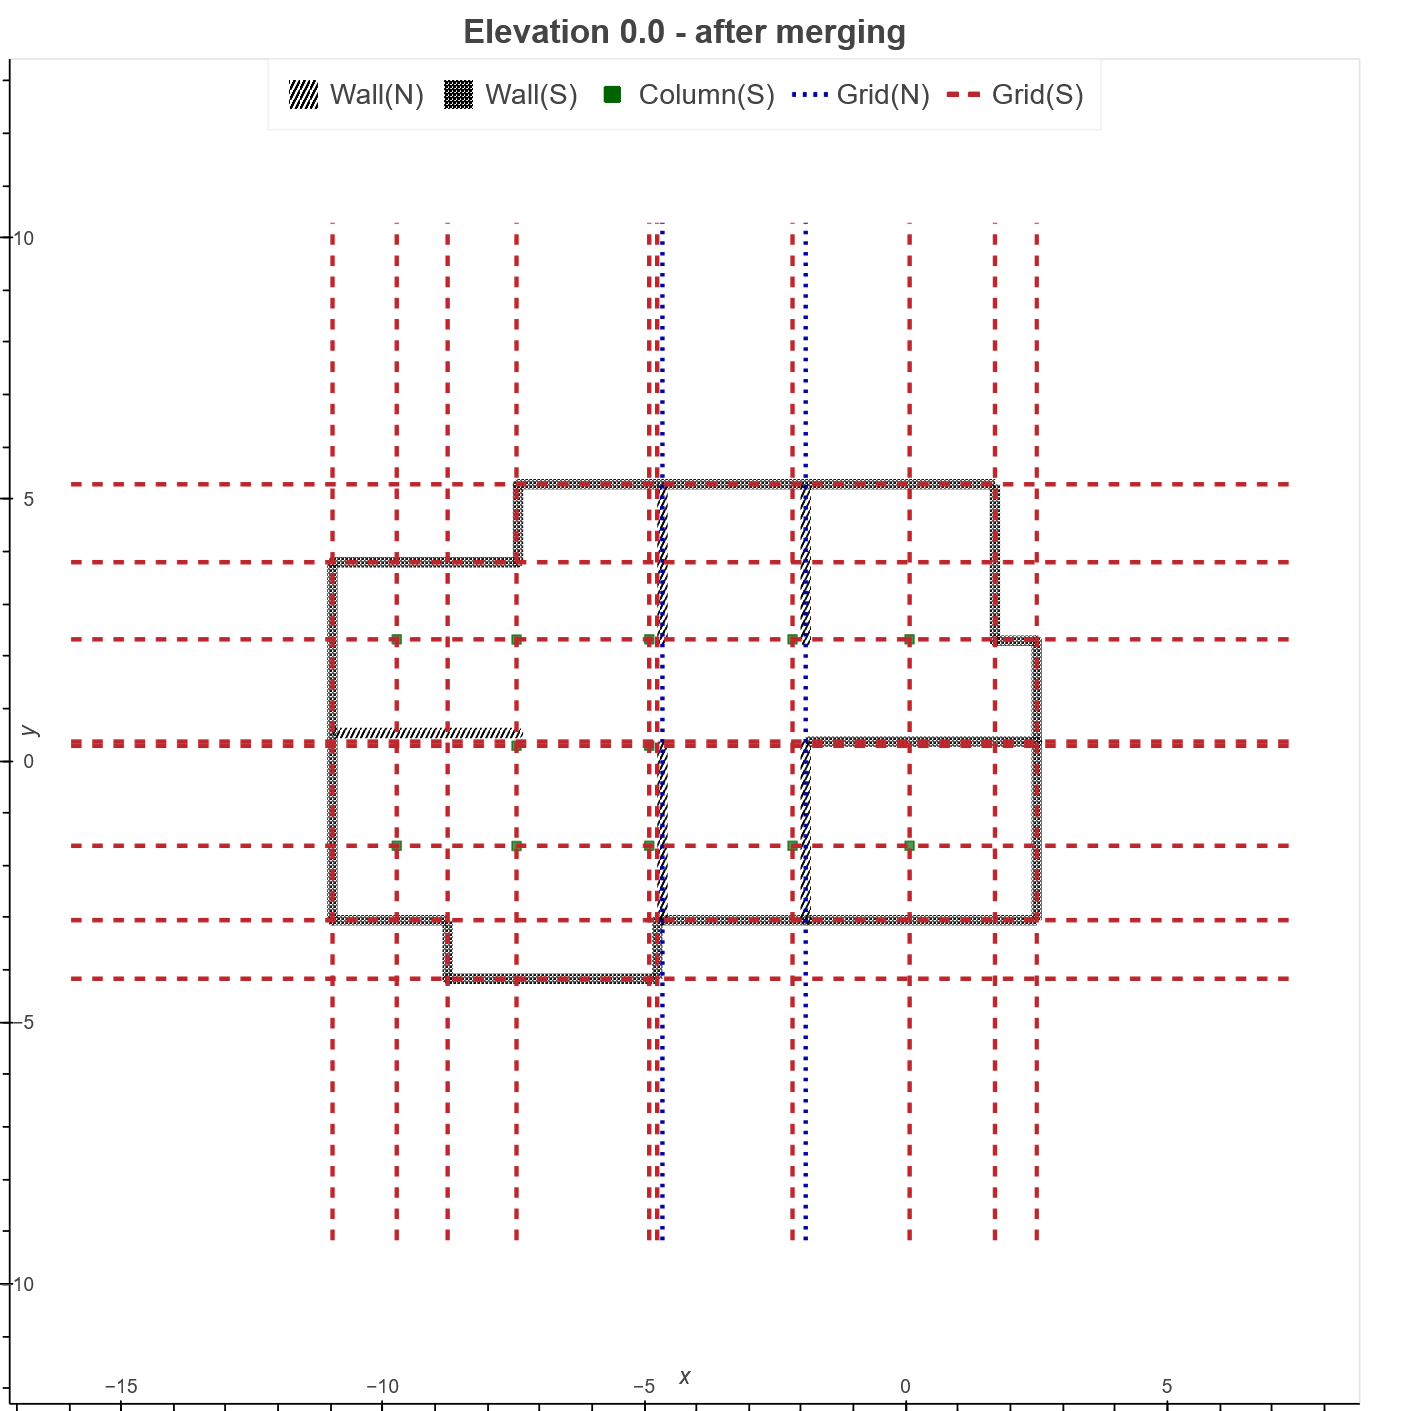 Elevation 0.0 - after merging
Wall(N) Wall(S) Column(S) Grid(N) Grid(S)
10
5
y
0
−5
−10
x
−15 −10 −5 0 5